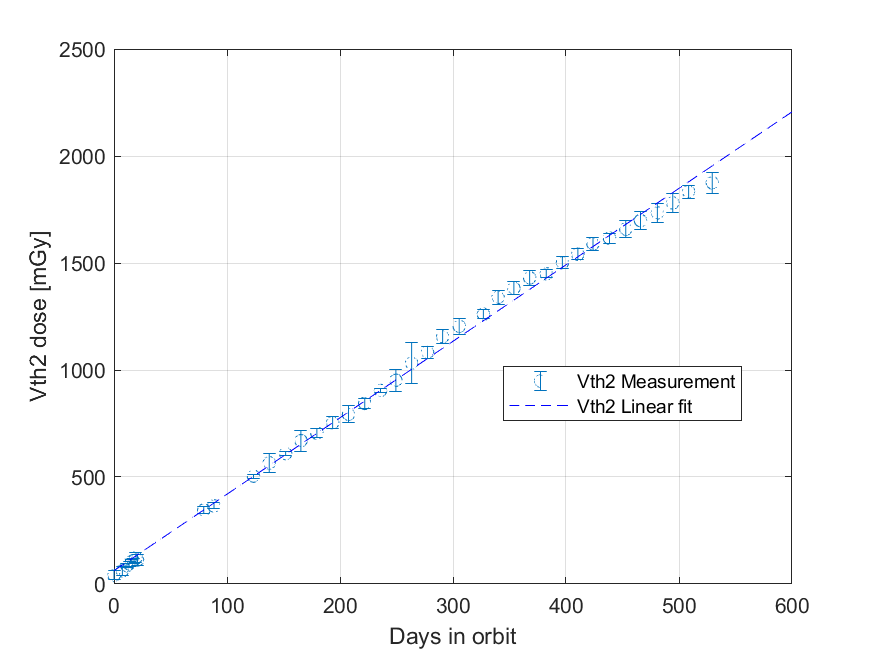 2500
2000
1500
1000
500
0
0 100 200 300 400 500 600
Vth2 dose [mGy]
Days in orbit
Vth2 Measurement
Vth2 Linear fit